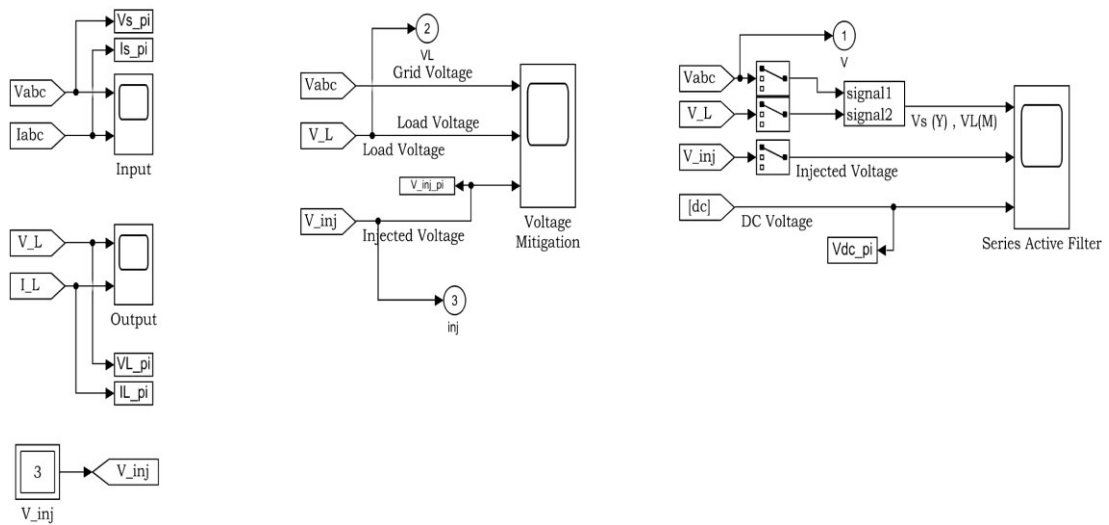 Vs_pi
Is_pi
Vabc
Iabc
Input
V_L
I_L
Output
VL_pi
IL_pi
3
V_inj
V_inj
2
VL
Vabc
Grid Voltage
V_L
Load Voltage
Load Voltage
V_inj_pi
V_inj
Injected Voltage
Voltage
Mitigation
3
inj
1
V
Vabc
V_L
signal1
signal2
Vs (Y) , VL(M)
V_inj
Injected Voltage
[dc]
DC Voltage
Vdc_pi
Series Active Filter